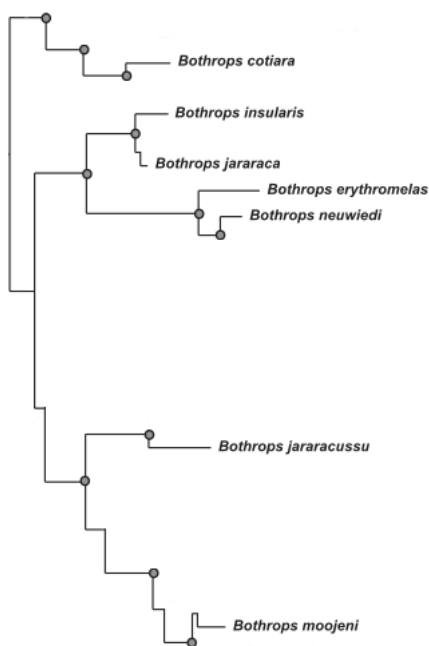 Bothrops cotiara
Bothrops insularis
Bothrops jararaca
Bothrops erythromelas
Bothrops neuwiedi
Bothrops jararacussu
Bothrops moojeni